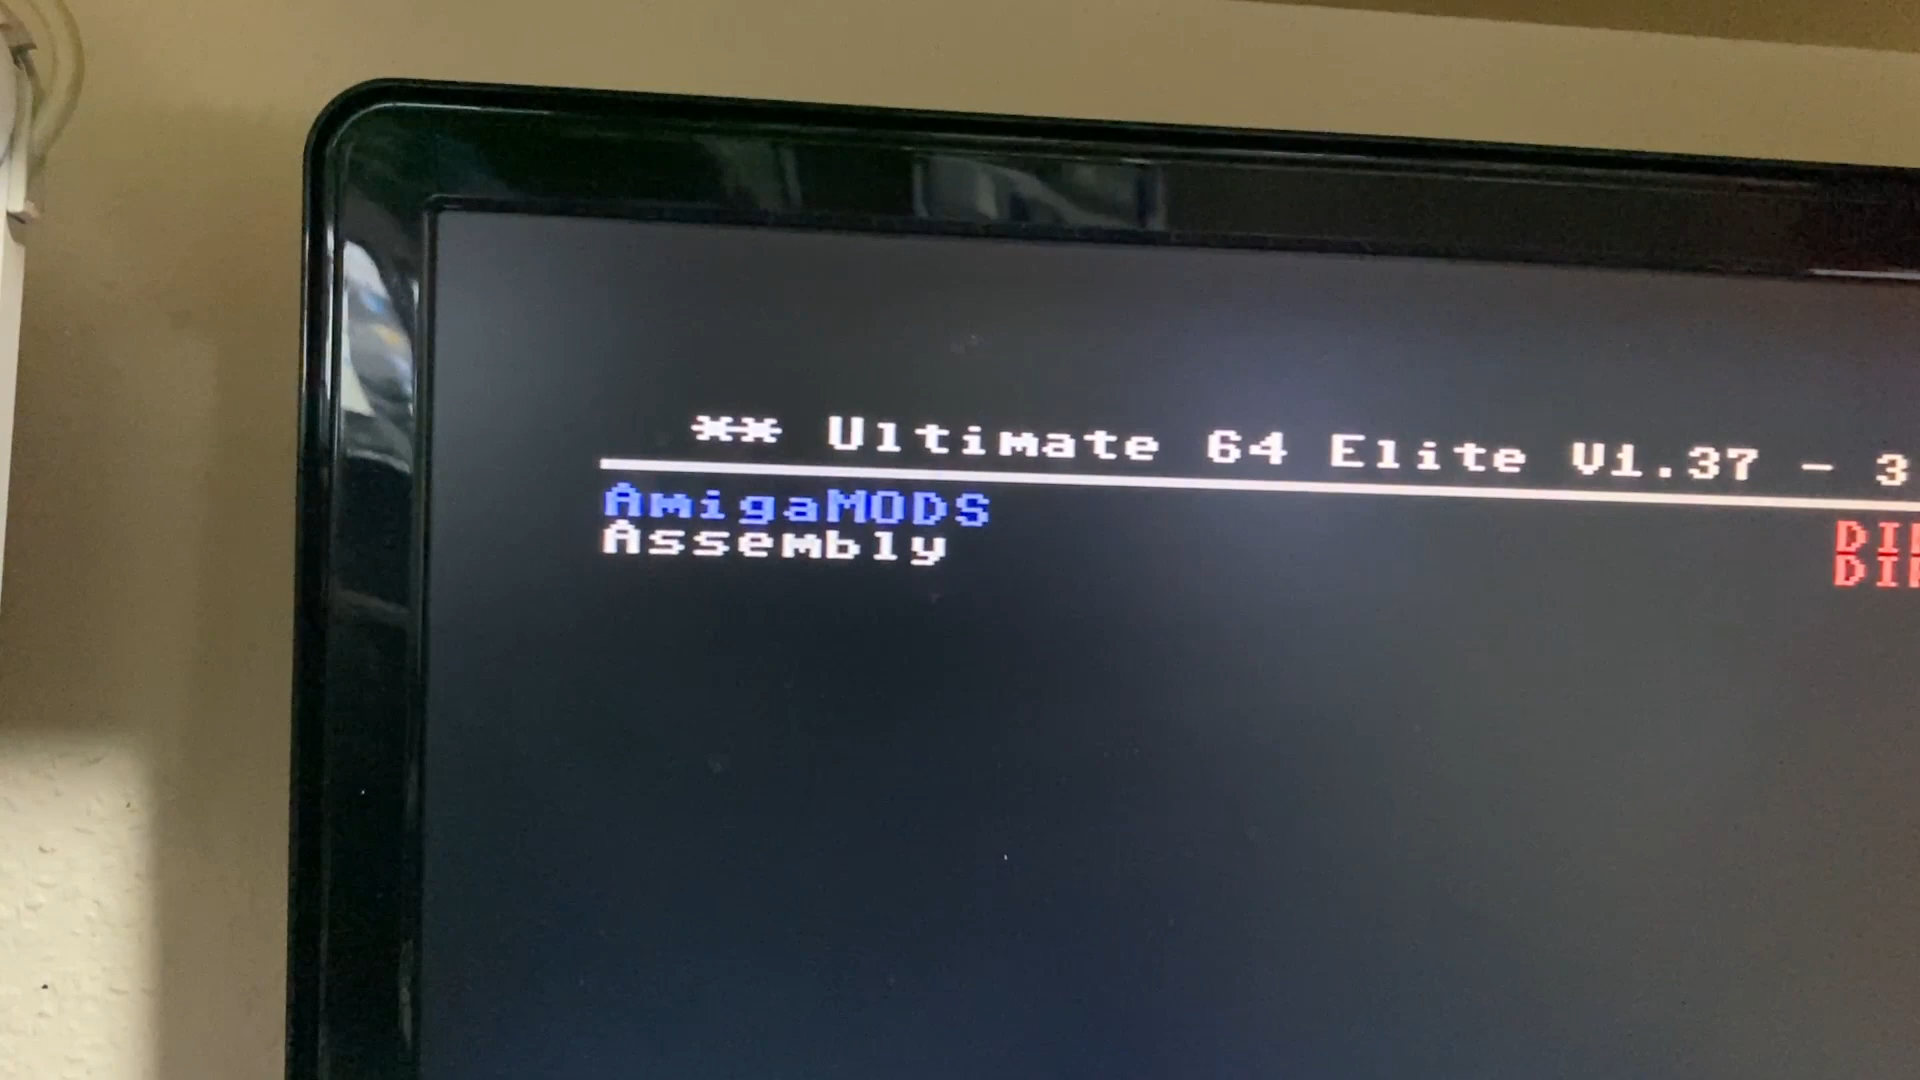 ** Ultimate 64 Elite V1.37 - 3
AmigaMODS
Assembly